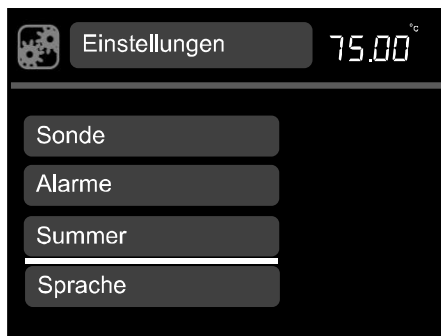 Einstellungen 75.00°c
Sonde
Alarme
Summer
Sprache